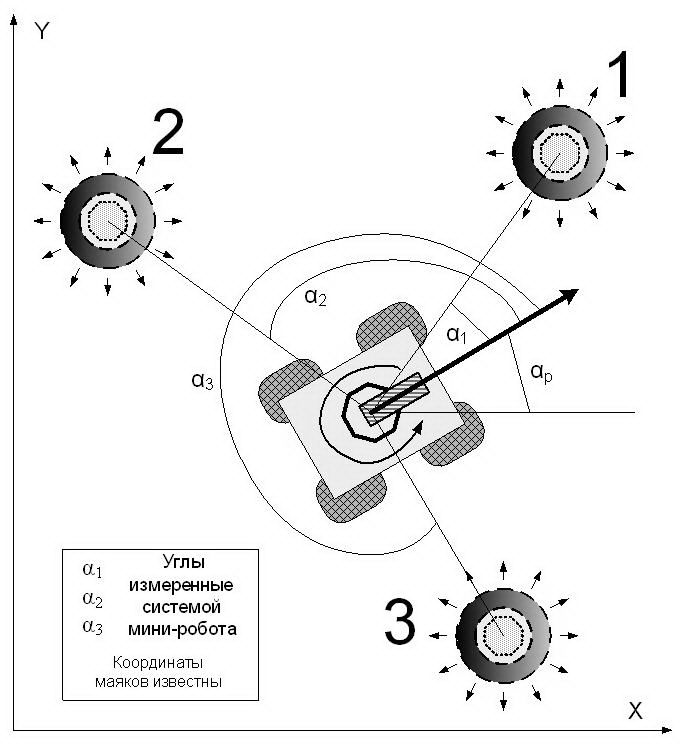 Y
1
2
α2
α1
αp
α3
3
α1 Углы
измеренные
α2 системой
α3 мини-робота
Координаты
маяков известны
X